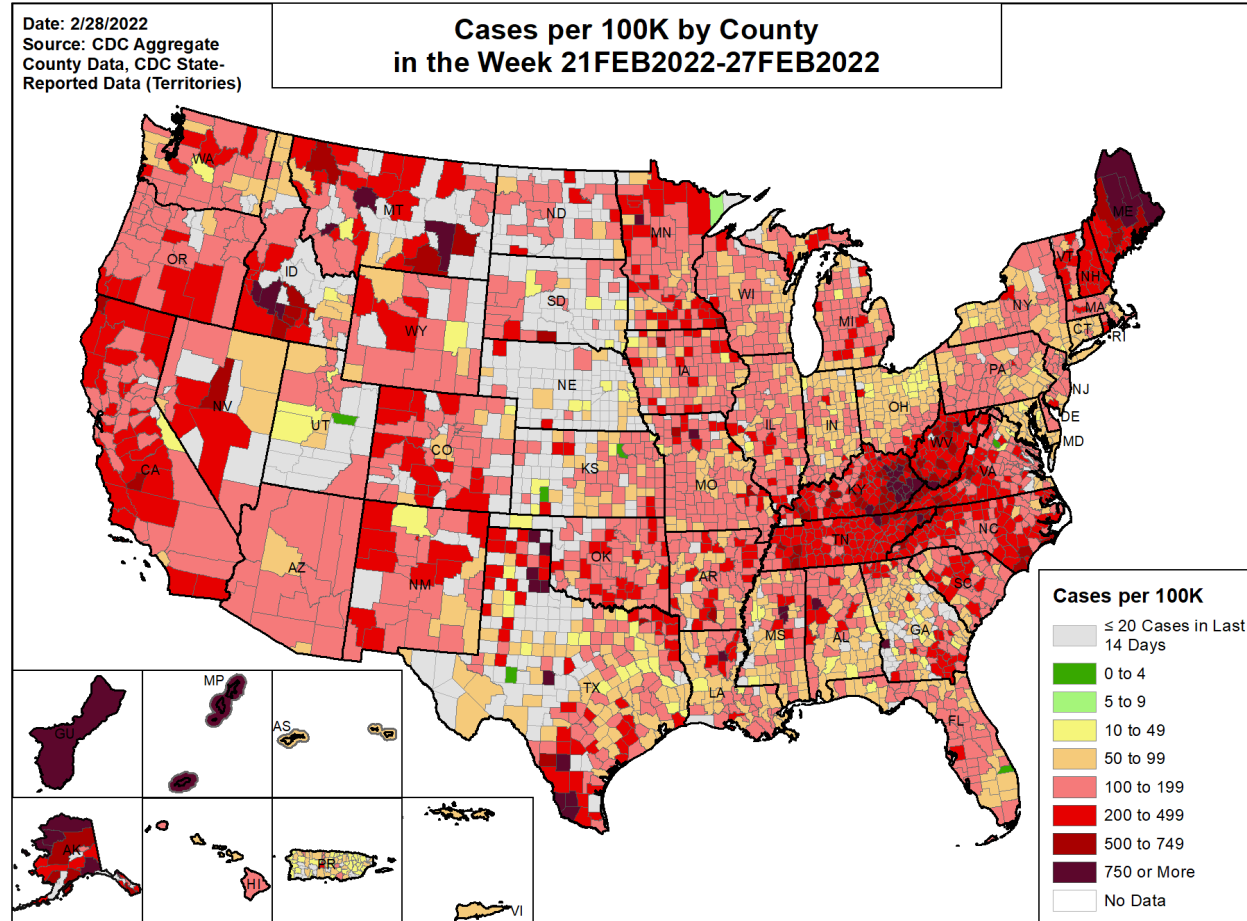 Date: 2/28/2022
Source: CDC Aggregate
County Data, CDC State-
Reported Data (Territories)
Cases per 100K by County
in the Week 21FEB2022-27FEB2022
WA
MT
ND
MN
ME
OR
ID
SD
WI
VT
NH
WY
MI
NY
MA
CT
RI
NV
UT
NE
IA
PA
NJ
CO
IL
IN
OH
DE
MD
CA
KS
MO
WV
VA
KY
AZ
NM
OK
AR
TN
NC
SC
MS
AL
GA
TX
LA
FL
GU
MP
AS
AK
HI
PR
VI
Cases per 100K
≤ 20 Cases in Last
14 Days
0 to 4
5 to 9
10 to 49
50 to 99
100 to 199
200 to 499
500 to 749
750 or More
No Data